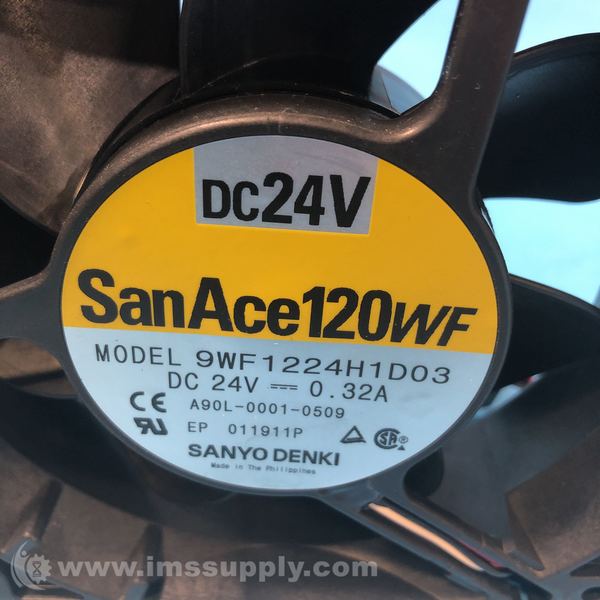 DC24V
SanAce120WF
MODEL 9WF1224H1D03
DC 24V ⎓ 0.32A
CE A90L-0001-0509
EP 011911P
SANYO DENKI
Made in The Philippines
www.imssupply.com